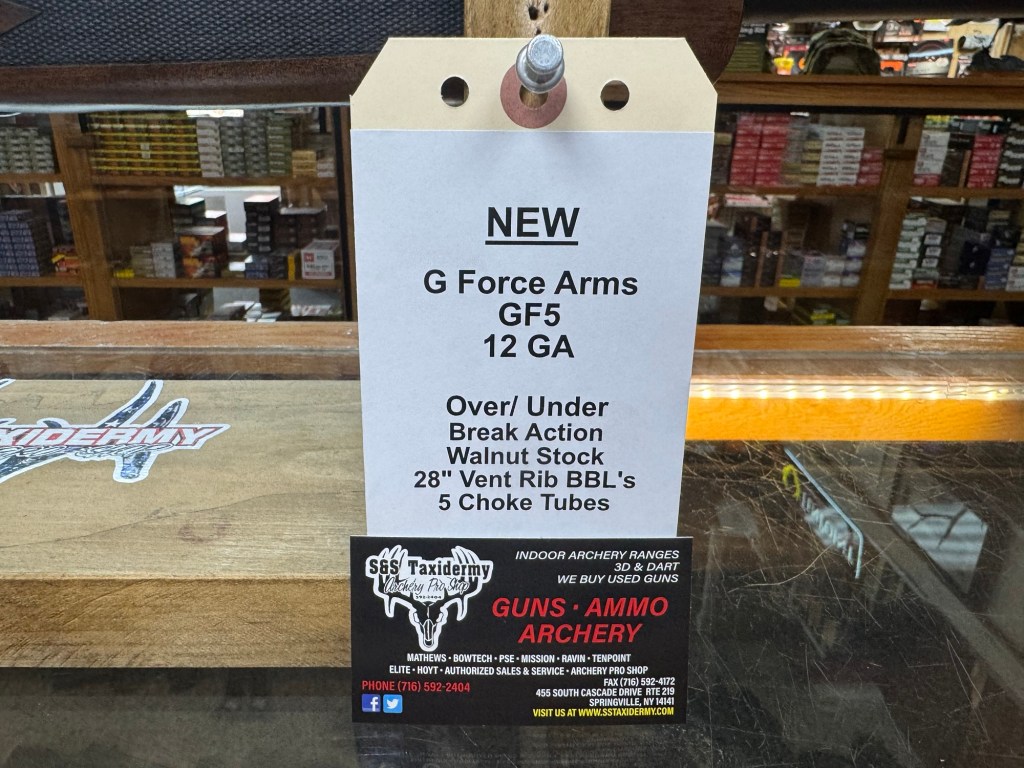 NEW
G Force Arms
GF5
12 GA
Over/ Under
Break Action
Walnut Stock
28" Vent Rib BBL's
5 Choke Tubes
XIDERMY
S&S Taxidermy
Archery Pro Shop
592-2404
INDOOR ARCHERY RANGES
3D & DART
WE BUY USED GUNS
GUNS · AMMO
ARCHERY
MATHEWS • BOWTECH • PSE • MISSION • RAVIN • TENPOINT
ELITE • HOYT • AUTHORIZED SALES & SERVICE • ARCHERY PRO SHOP
PHONE (716) 592-2404
FAX (716) 592-4172
455 SOUTH CASCADE DRIVE RTE 219
SPRINGVILLE, NY 14141
VISIT US AT WWW.SSTAXIDERMY.COM